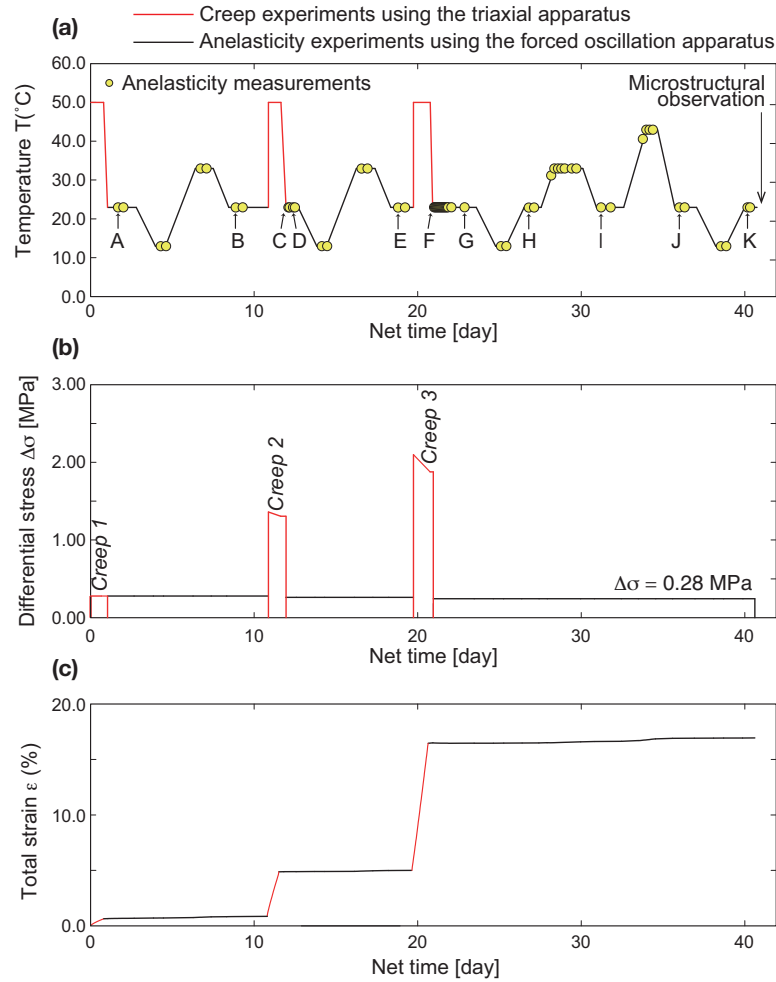 (a)
Creep experiments using the triaxial apparatus
Anelasticity experiments using the forced oscillation apparatus
60.0
50.0
40.0
30.0
20.0
10.0
0.0
Temperature T(˚C)
Anelasticity measurements
Microstructural
observation
A
B
C
D
E
F
G
H
I
J
K
0
10
20
30
40
Net time [day]
(b)
3.00
2.00
1.00
0.00
Differential stress Δσ [MPa]
Creep 1
Creep 2
Creep 3
Δσ = 0.28 MPa
0
10
20
30
40
Net time [day]
(c)
20.0
10.0
0.0
Total strain ε (%)
0
10
20
30
40
Net time [day]